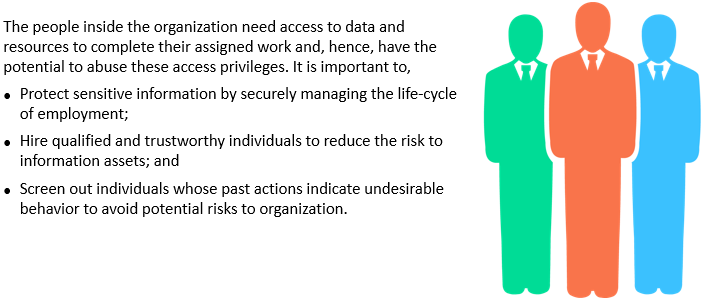 The people inside the organization need access to data and
resources to complete their assigned work and, hence, have the
potential to abuse these access privileges. It is important to,
• Protect sensitive information by securely managing the life-cycle
of employment;
• Hire qualified and trustworthy individuals to reduce the risk to
information assets; and
• Screen out individuals whose past actions indicate undesirable
behavior to avoid potential risks to organization.